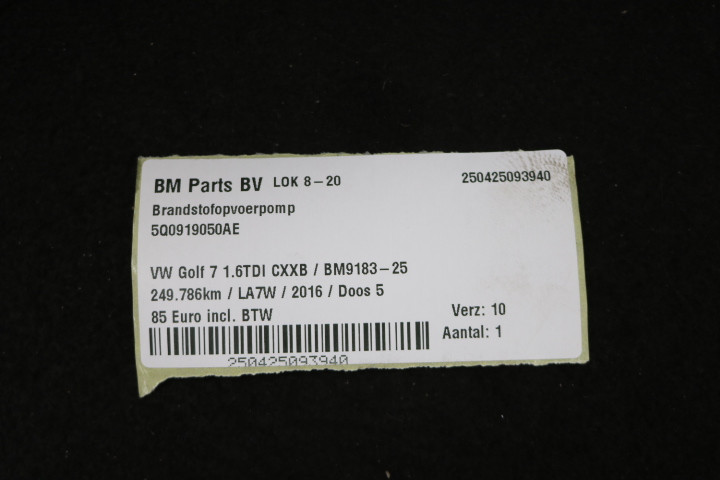 BM Parts BV LOK 8-20 250425093940
Brandstofopvoerpomp
5Q0919050AE
VW Golf 7 1.6TDI CXXB / BM9183-25
249.786km / LA7W / 2016 / Doos 5
85 Euro incl. BTW Verz: 10
Aantal: 1
250425093940